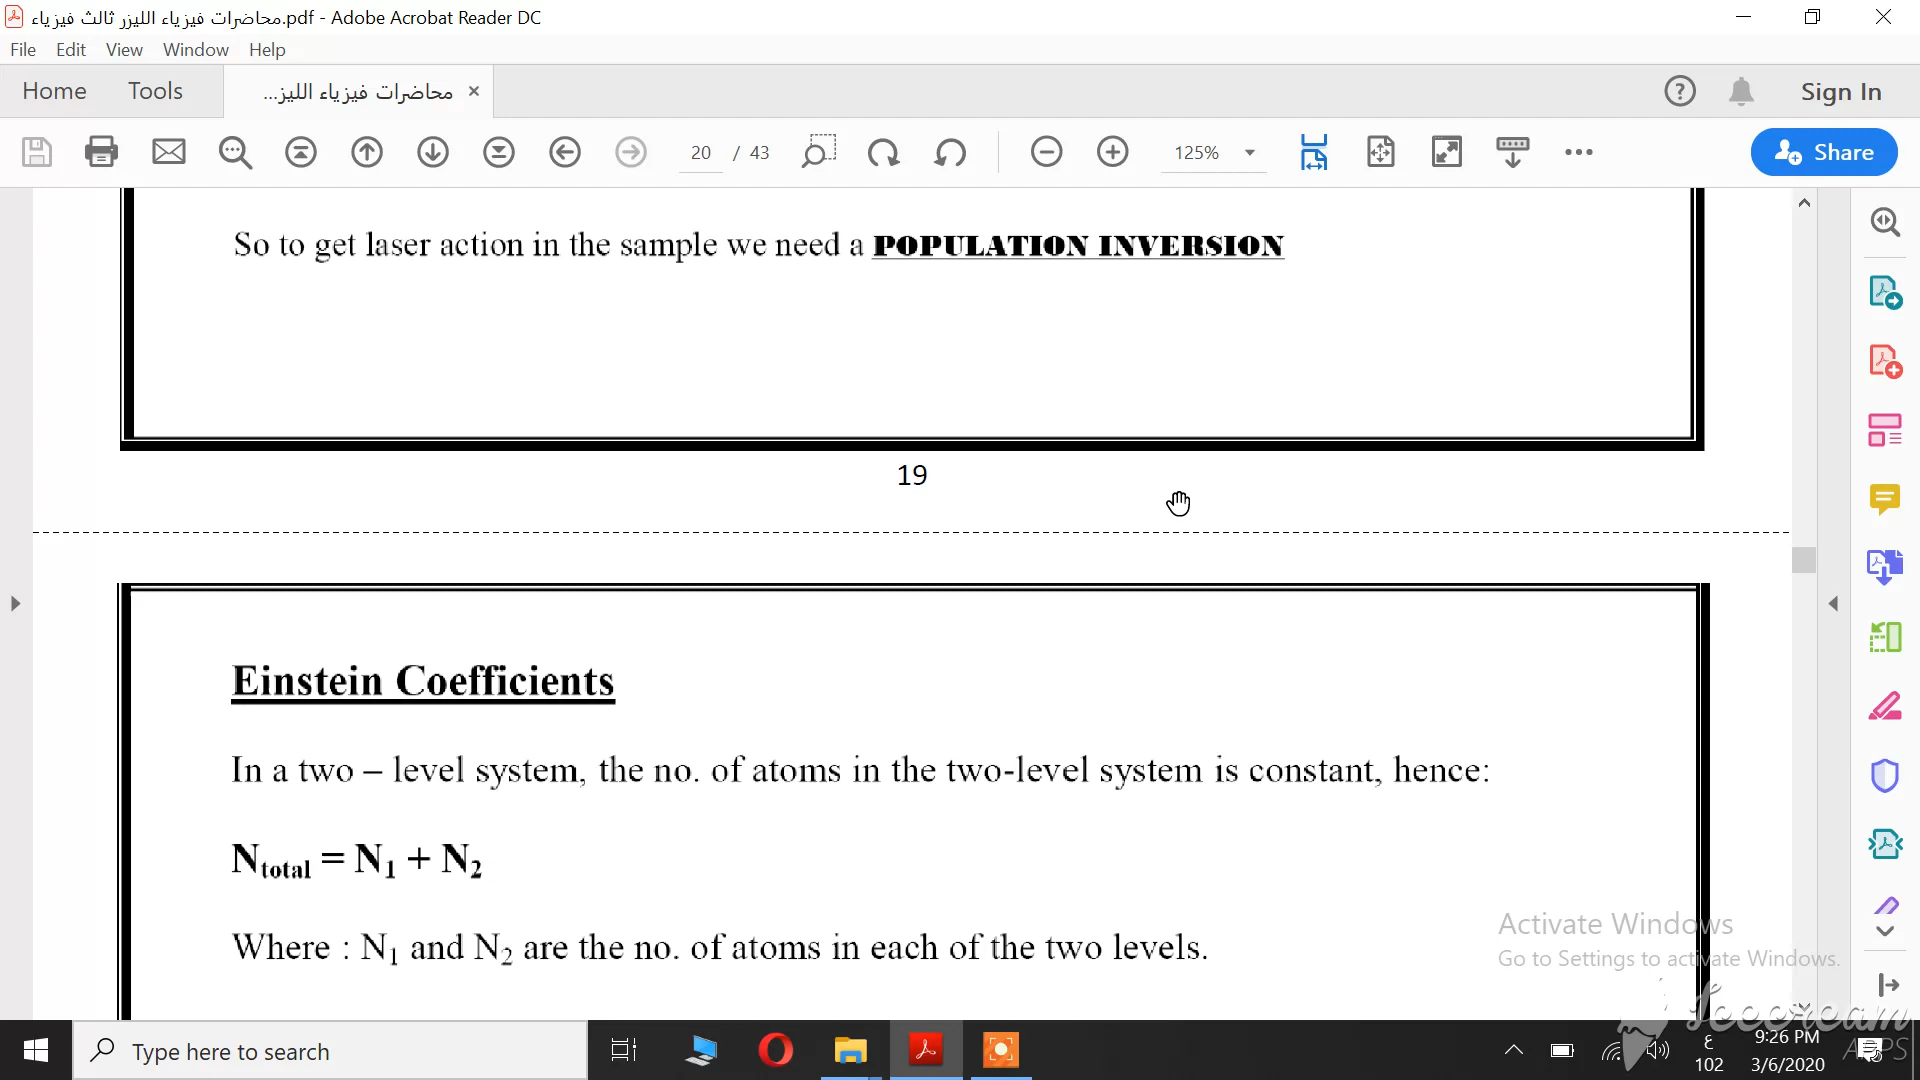 محاضرات فيزياء الليزر ثالث فيزياء.pdf - Adobe Acrobat Reader DC
File Edit View Window Help
Home Tools محاضرات فيزياء الليز... × Sign In
20 / 43 125% Share
So to get laser action in the sample we need a POPULATION INVERSION
19
Einstein Coefficients
In a two – level system, the no. of atoms in the two-level system is constant, hence:
Ntotal = N1 + N2
Where : N1 and N2 are the no. of atoms in each of the two levels.
Activate Windows
Go to Settings to activate Windows.
Icecream
APPS
Type here to search
ع
102
9:26 PM
3/6/2020